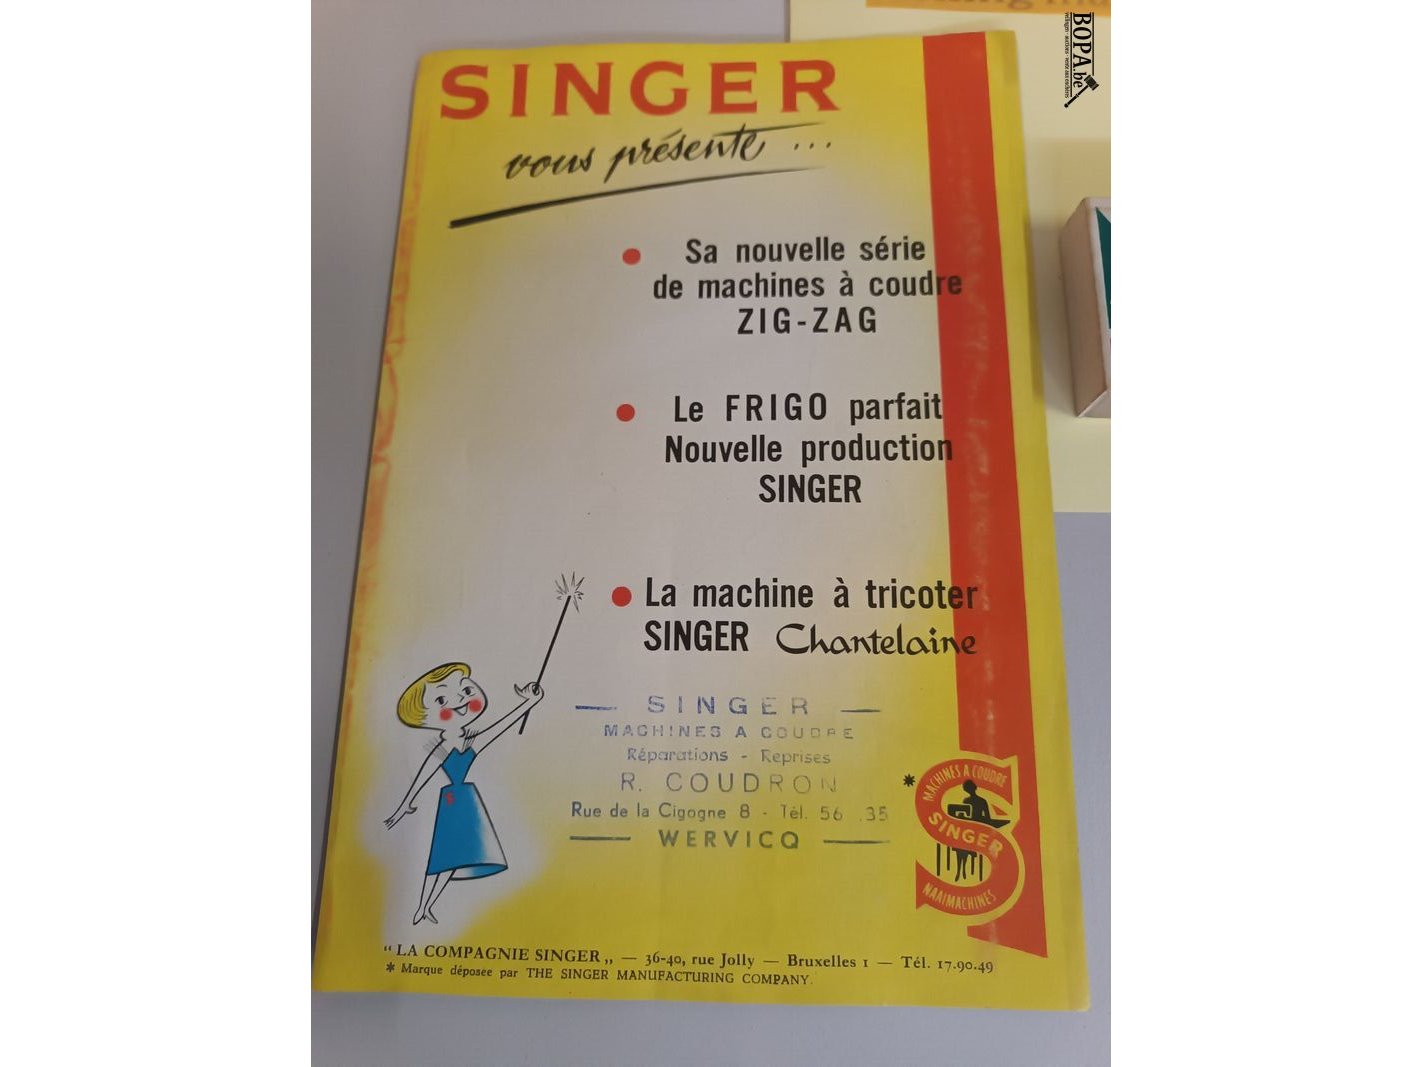 SINGER
vous présente ...
• Sa nouvelle série
de machines à coudre
ZIG-ZAG
• Le FRIGO parfait
Nouvelle production
SINGER
• La machine à tricoter
SINGER Chantelaine
— SINGER —
MACHINES A COUDRE
Réparations - Reprises
R. COUDRON
Rue de la Cigogne 8 - Tél. 56 .35
— WERVICQ —
* MACHINES A COUDRE
SINGER
NAAIMACHINES
S
"LA COMPAGNIE SINGER„ — 36-40, rue Jolly — Bruxelles 1 — Tél. 17.90.49
* Marque déposée par THE SINGER MANUFACTURING COMPANY.
BOPA.be